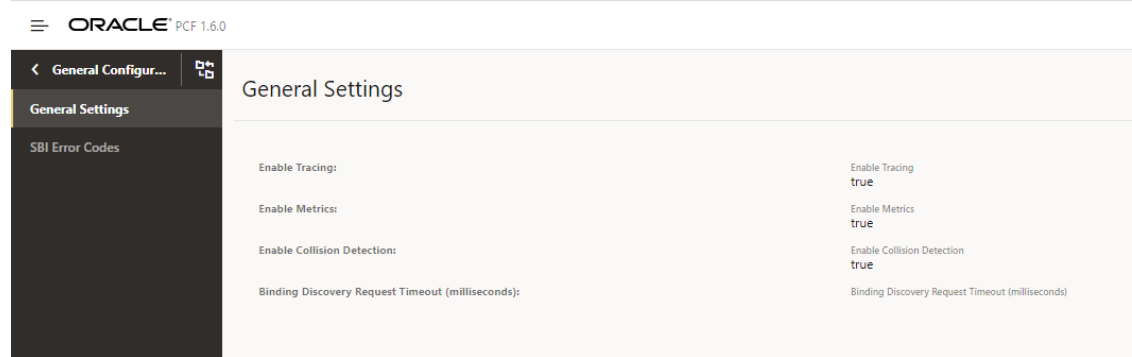 ORACLE® PCF 1.6.0
General Configur...
General Settings
SBI Error Codes
General Settings
Enable Tracing:
Enable Tracing
true
Enable Metrics:
Enable Metrics
true
Enable Collision Detection:
Enable Collision Detection
true
Binding Discovery Request Timeout (milliseconds):
Binding Discovery Request Timeout (milliseconds)